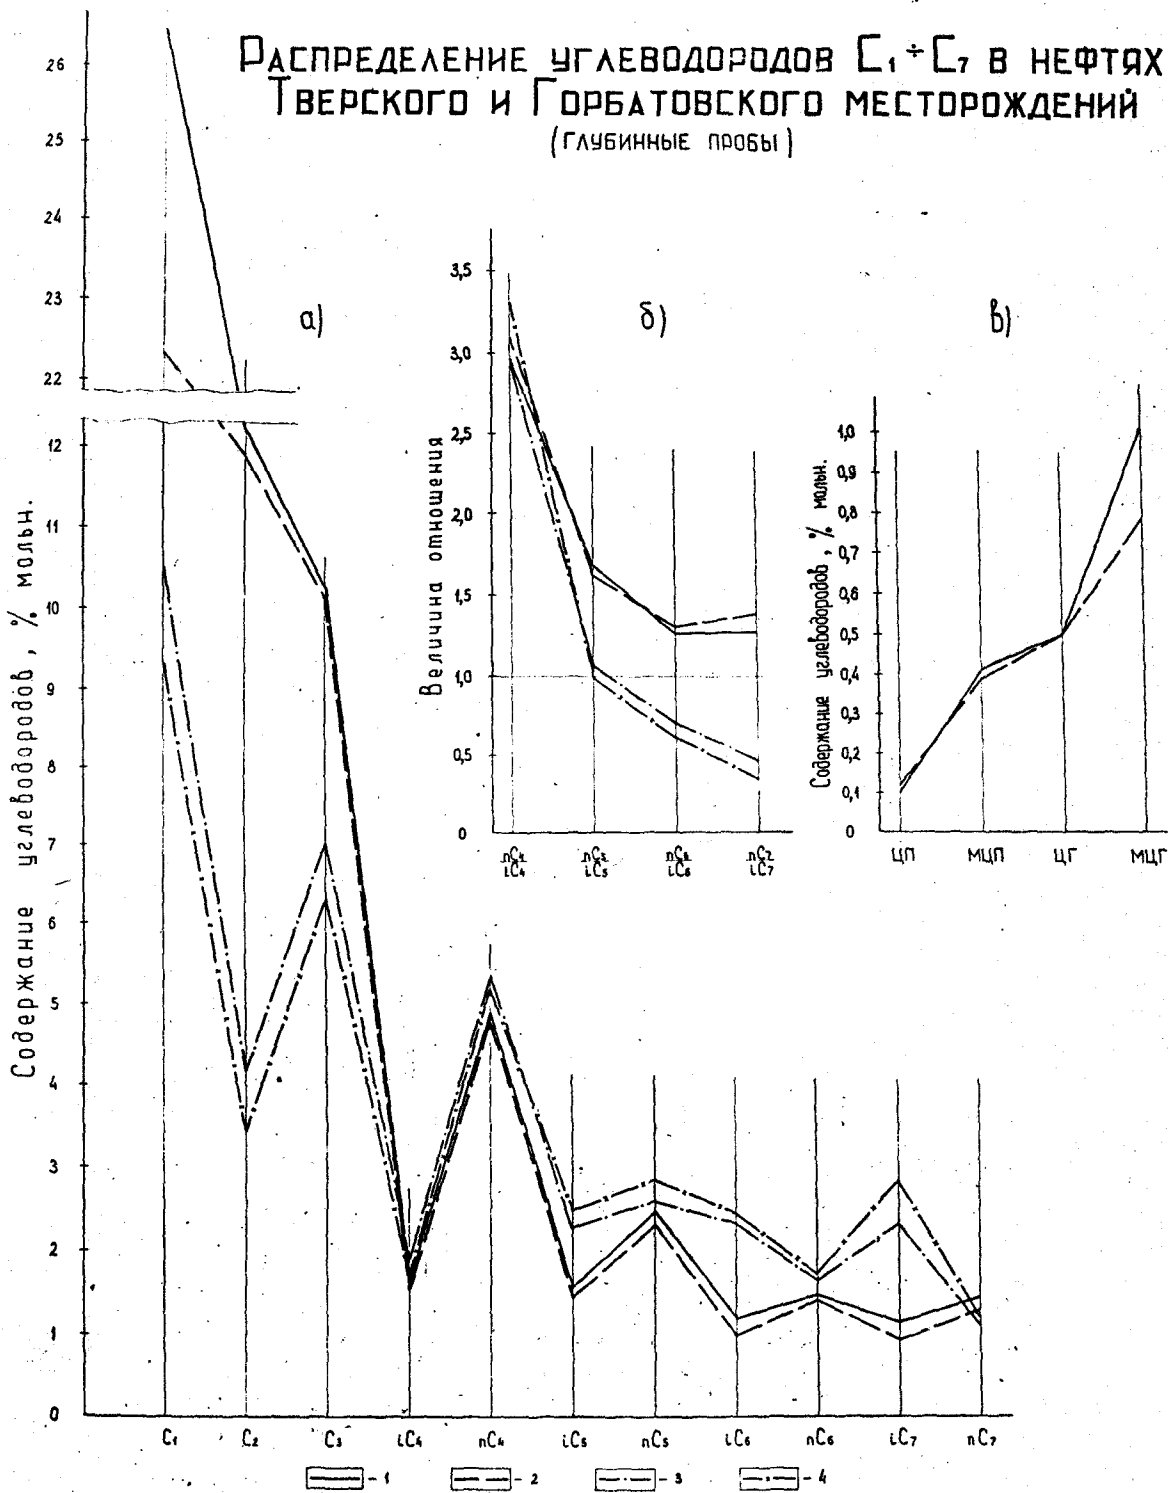 Распределение углеводородов C₁÷C₇ в нефтях
Тверского и Горбатовского месторождений
(глубинные пробы)
а)
Содержание углеводородов, % мольн.
26
25
24
23
22
12
11
10
9
8
7
6
5
4
3
2
1
0
C₁ C₂ C₃ iC₄ nC₄ iC₅ nC₅ iC₆ nC₆ iC₇ nC₇
б)
Величина отношения
3,5
3,0
2,5
2,0
1,5
1,0
0,5
0
nC₄ nC₅ nC₆ nC₇
iC₄ iC₅ iC₆ iC₇
в)
Содержание углеводородов, % мольн.
1,0
0,9
0,8
0,7
0,6
0,5
0,4
0,3
0,2
0,1
0
ЦП МЦП ЦГ МЦГ
- 1 - 2 - 3 - 4